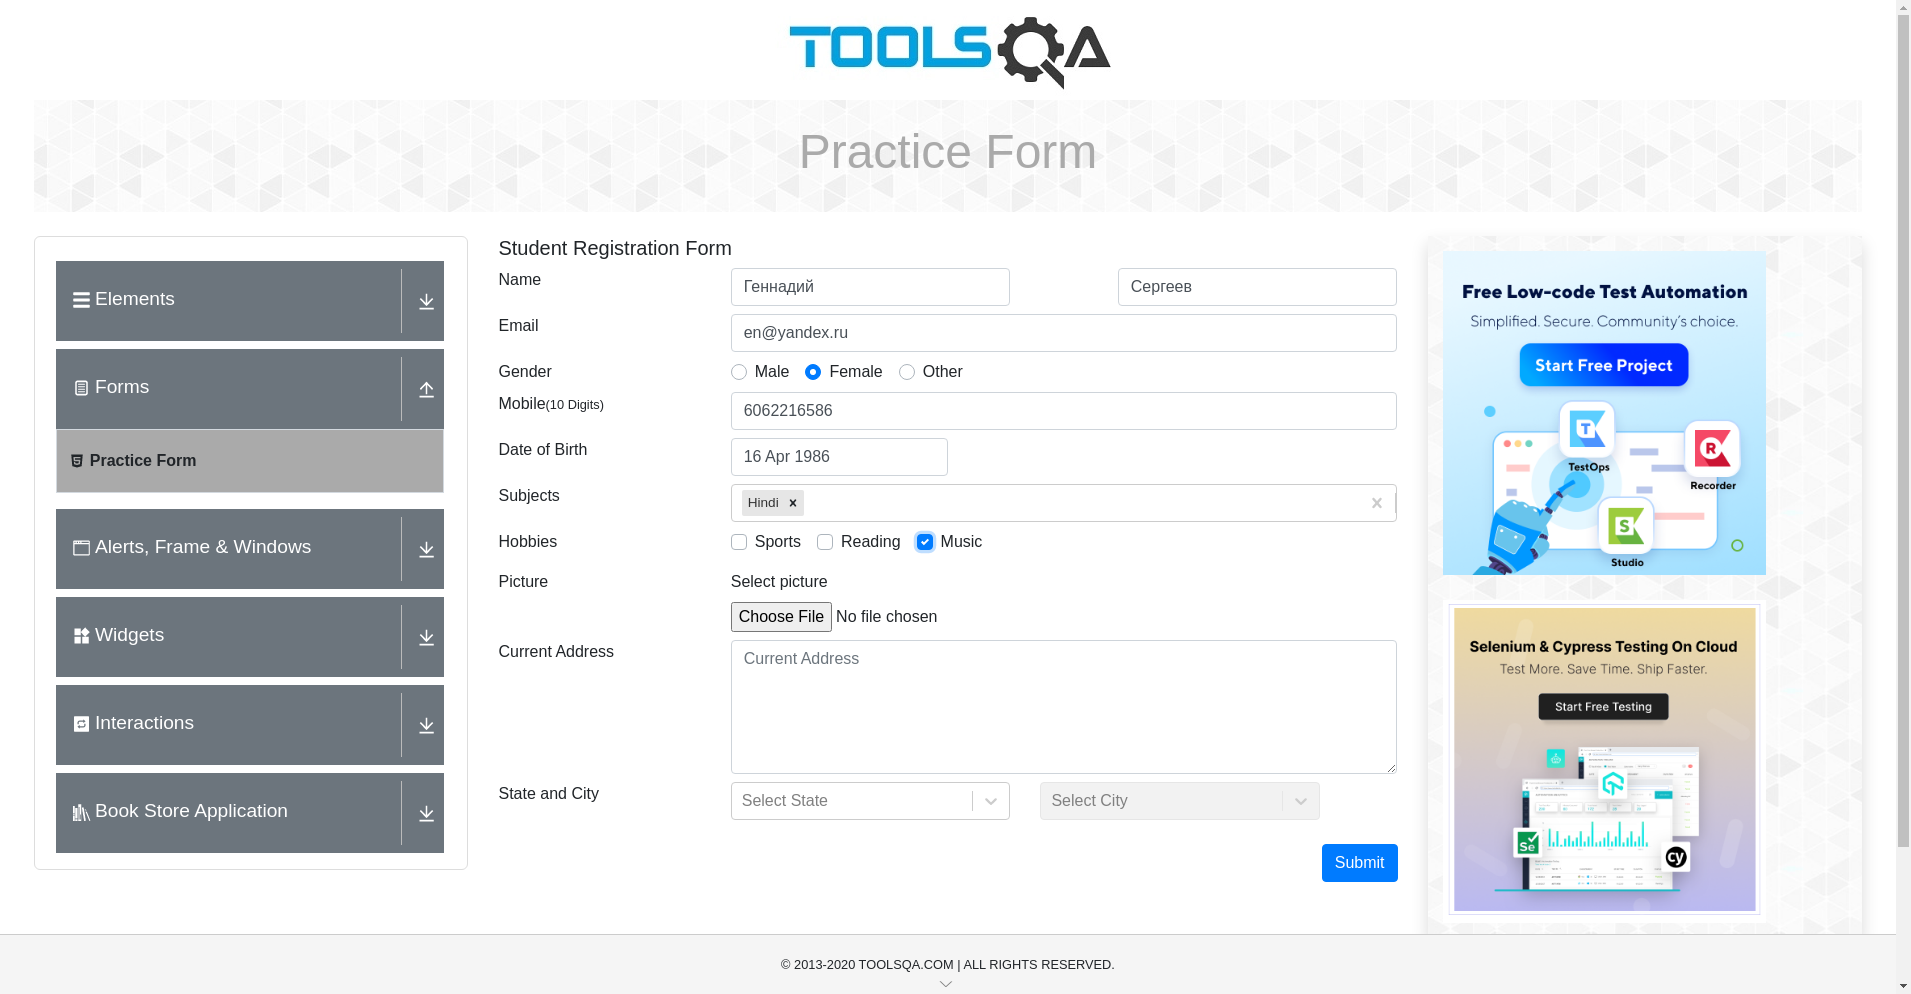 TOOLSQA
Practice Form
Elements
Forms
Practice Form
Alerts, Frame & Windows
Widgets
Interactions
Book Store Application
Student Registration Form
Name
Геннадий
Сергеев
Email
en@yandex.ru
Gender
Male
Female
Other
Mobile(10 Digits)
6062216586
Date of Birth
16 Apr 1986
Subjects
Hindi
Hobbies
Sports
Reading
Music
Picture
Select picture
Choose File No file chosen
Current Address
Current Address
State and City
Select State
Select City
Submit
Free Low-code Test Automation
Simplified. Secure. Community's choice.
Start Free Project
TestOps
Recorder
Studio
Selenium & Cypress Testing On Cloud
Test More. Save Time. Ship Faster.
Start Free Testing
Se
cy
© 2013-2020 TOOLSQA.COM | ALL RIGHTS RESERVED.